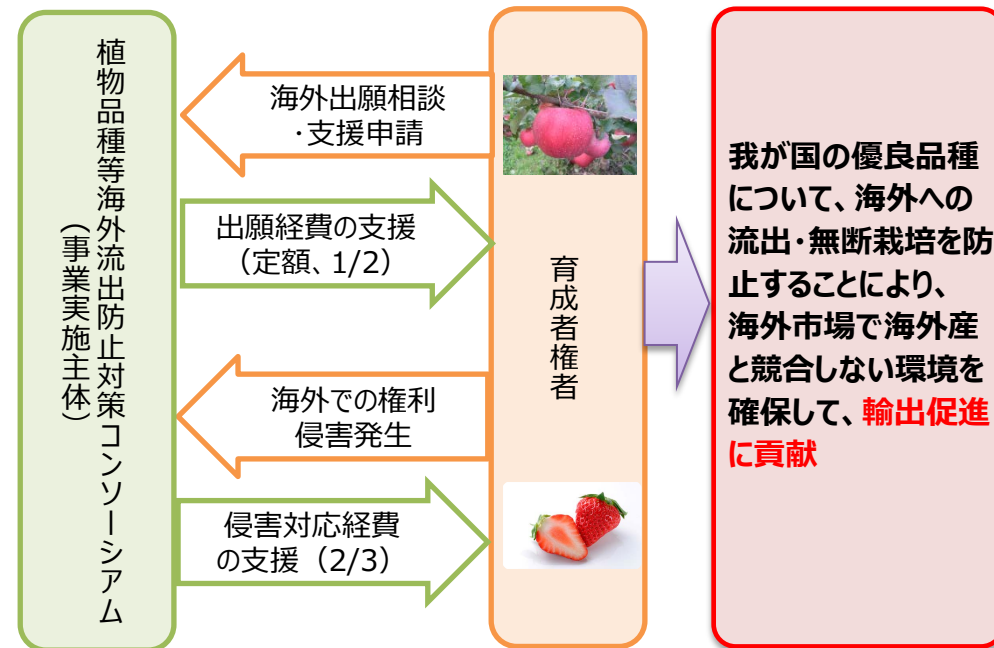 植物品種等海外流出防止対策コンソーシアム
（事業実施主体）
海外出願相談
・支援申請
出願経費の支援
（定額、1/2）
海外での権利
侵害発生
侵害対応経費
の支援（2/3）
育成者権者
我が国の優良品種
について、海外への
流出・無断栽培を防
止することにより、
海外市場で海外産
と競合しない環境を
確保して、輸出促進
に貢献